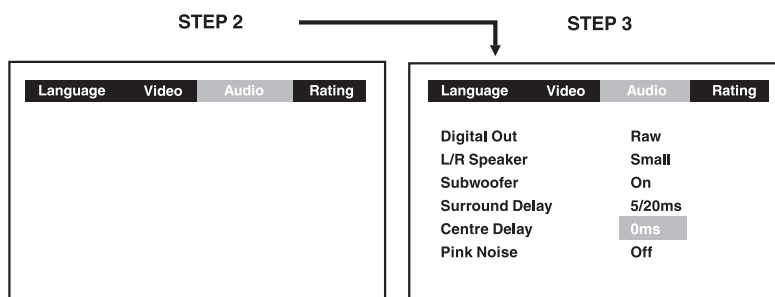 STEP 2
STEP 3
Language Video Audio Rating
Language Video Audio Rating
Digital Out Raw
L/R Speaker Small
Subwoofer On
Surround Delay 5/20ms
Centre Delay 0ms
Pink Noise Off